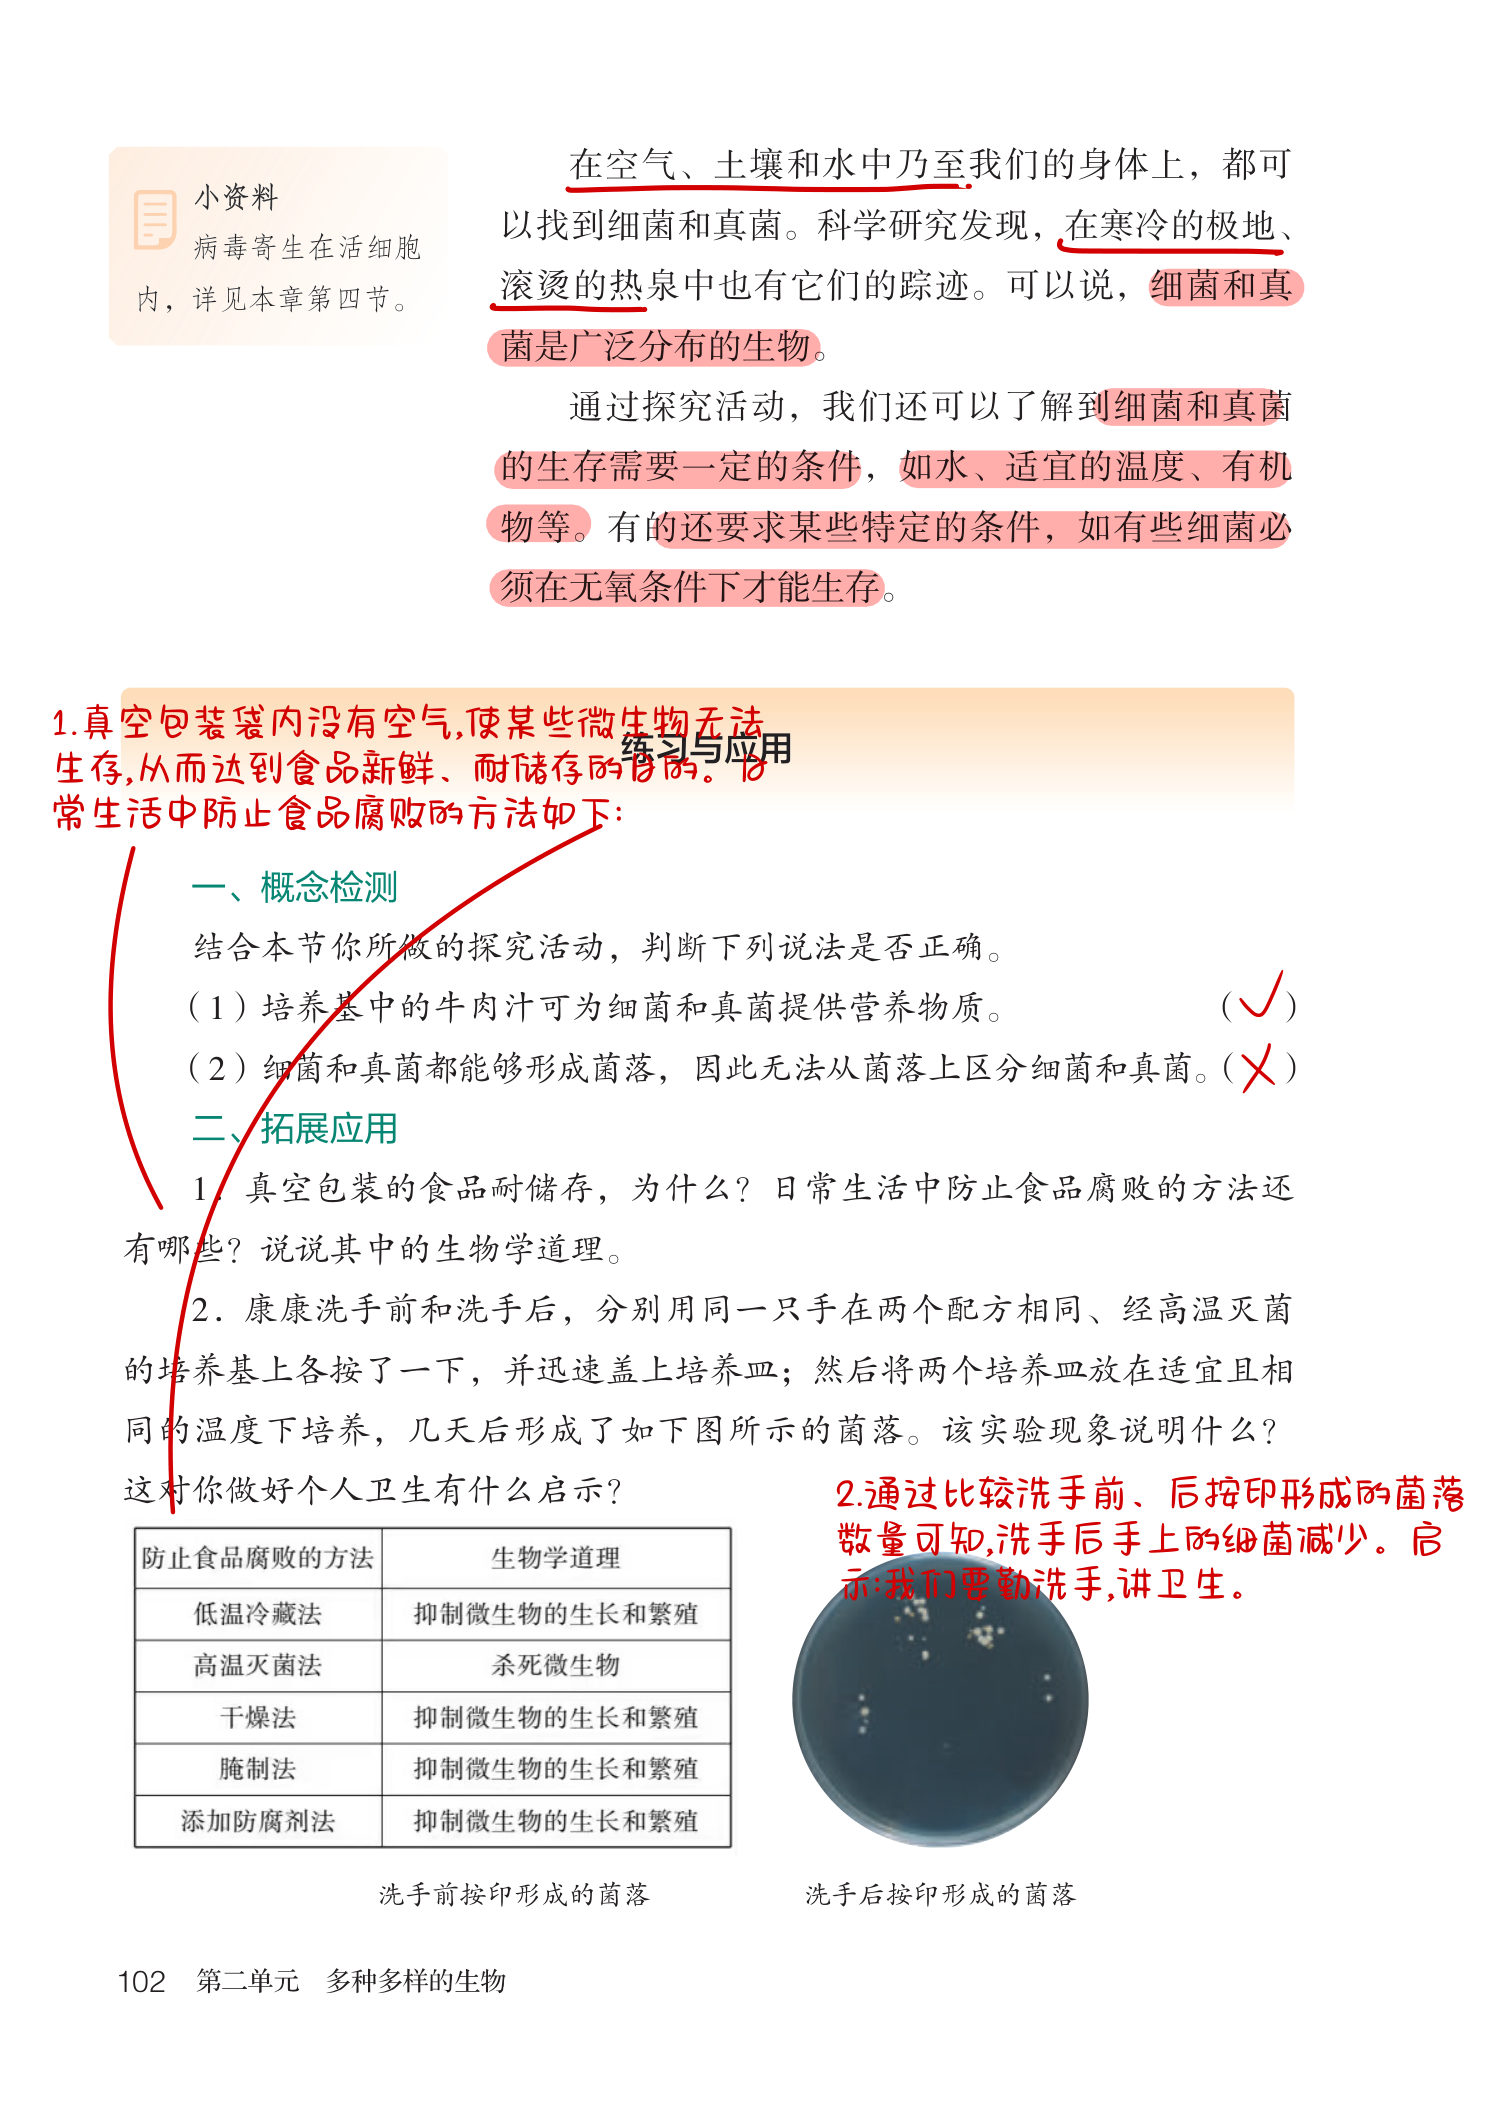 小资料
病毒寄生在活细胞
内，详见本章第四节。
在空气、土壤和水中乃至我们的身体上，都可
以找到细菌和真菌。科学研究发现，在寒冷的极地、
滚烫的热泉中也有它们的踪迹。可以说，细菌和真
菌是广泛分布的生物。
通过探究活动，我们还可以了解到细菌和真菌
的生存需要一定的条件，如水、适宜的温度、有机
物等。有的还要求某些特定的条件，如有些细菌必
须在无氧条件下才能生存。
练习与应用
1.真空包装袋内没有空气,使某些微生物无法
生存,从而达到食品新鲜、耐储存的目的。日
常生活中防止食品腐败的方法如下:
一、概念检测
结合本节你所做的探究活动，判断下列说法是否正确。
（1）培养基中的牛肉汁可为细菌和真菌提供营养物质。（✓）
（2）细菌和真菌都能够形成菌落，因此无法从菌落上区分细菌和真菌。（✗）
二、拓展应用
1. 真空包装的食品耐储存，为什么？日常生活中防止食品腐败的方法还
有哪些？说说其中的生物学道理。
2. 康康洗手前和洗手后，分别用同一只手在两个配方相同、经高温灭菌
的培养基上各按了一下，并迅速盖上培养皿；然后将两个培养皿放在适宜且相
同的温度下培养，几天后形成了如下图所示的菌落。该实验现象说明什么？
这对你做好个人卫生有什么启示？
2.通过比较洗手前、后按印形成的菌落
数量可知,洗手后手上的细菌减少。启
示:我们要勤洗手,讲卫生。
防止食品腐败的方法 生物学道理
低温冷藏法 抑制微生物的生长和繁殖
高温灭菌法 杀死微生物
干燥法 抑制微生物的生长和繁殖
腌制法 抑制微生物的生长和繁殖
添加防腐剂法 抑制微生物的生长和繁殖
洗手前按印形成的菌落
洗手后按印形成的菌落
102 第二单元 多种多样的生物